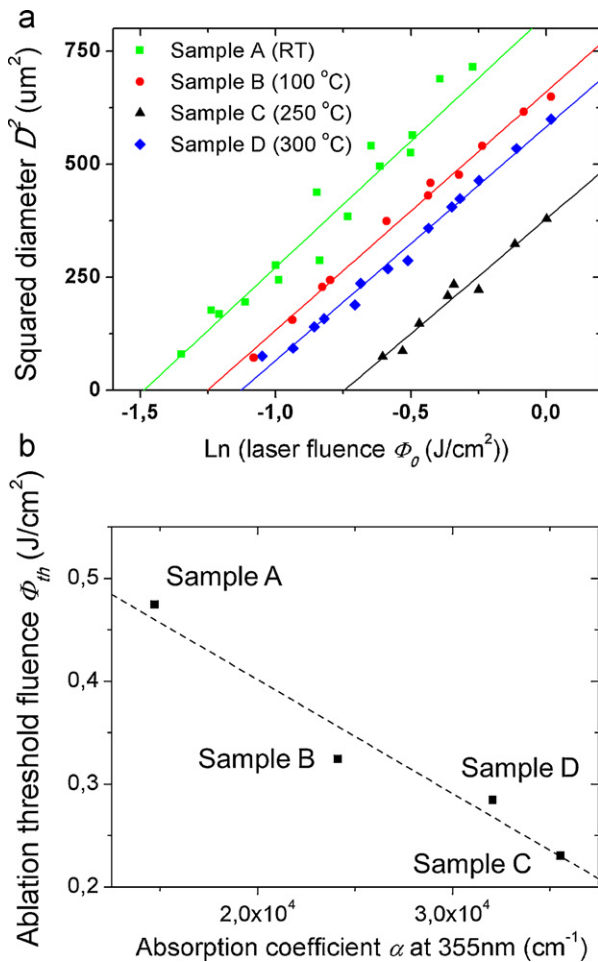 a
Squared diameter D² (um²)
750
500
250
0
Sample A (RT)
Sample B (100 °C)
Sample C (250 °C)
Sample D (300 °C)
-1,5
-1,0
-0,5
0,0
Ln (laser fluence Φ₀ (J/cm²))
b
Ablation threshold fluence Φth (J/cm²)
0,5
0,4
0,3
0,2
Sample A
Sample B
Sample D
Sample C
2,0x10⁴
3,0x10⁴
Absorption coefficient α at 355nm (cm⁻¹)